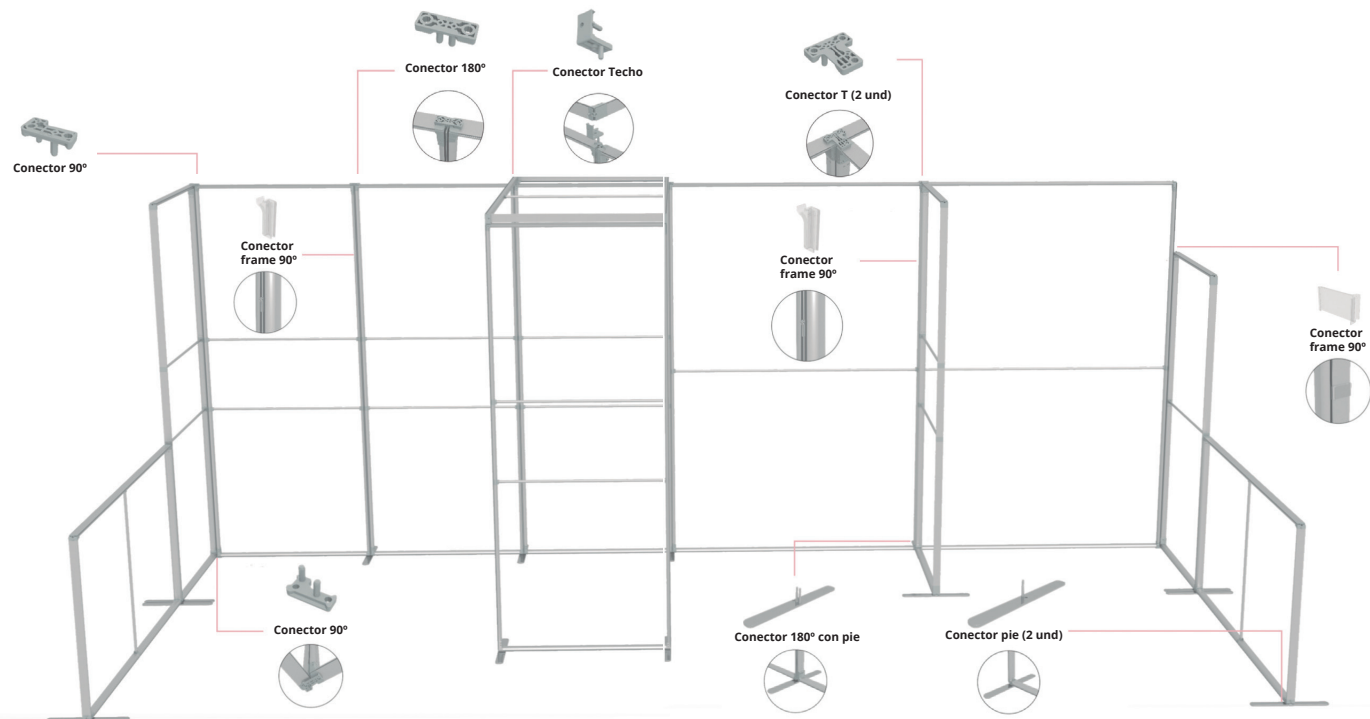 Conector 180º
Conector Techo
Conector T (2 und)
Conector 90º
Conector
frame 90º
Conector
frame 90º
Conector
frame 90º
Conector 90º
Conector 180º con pie
Conector pie (2 und)